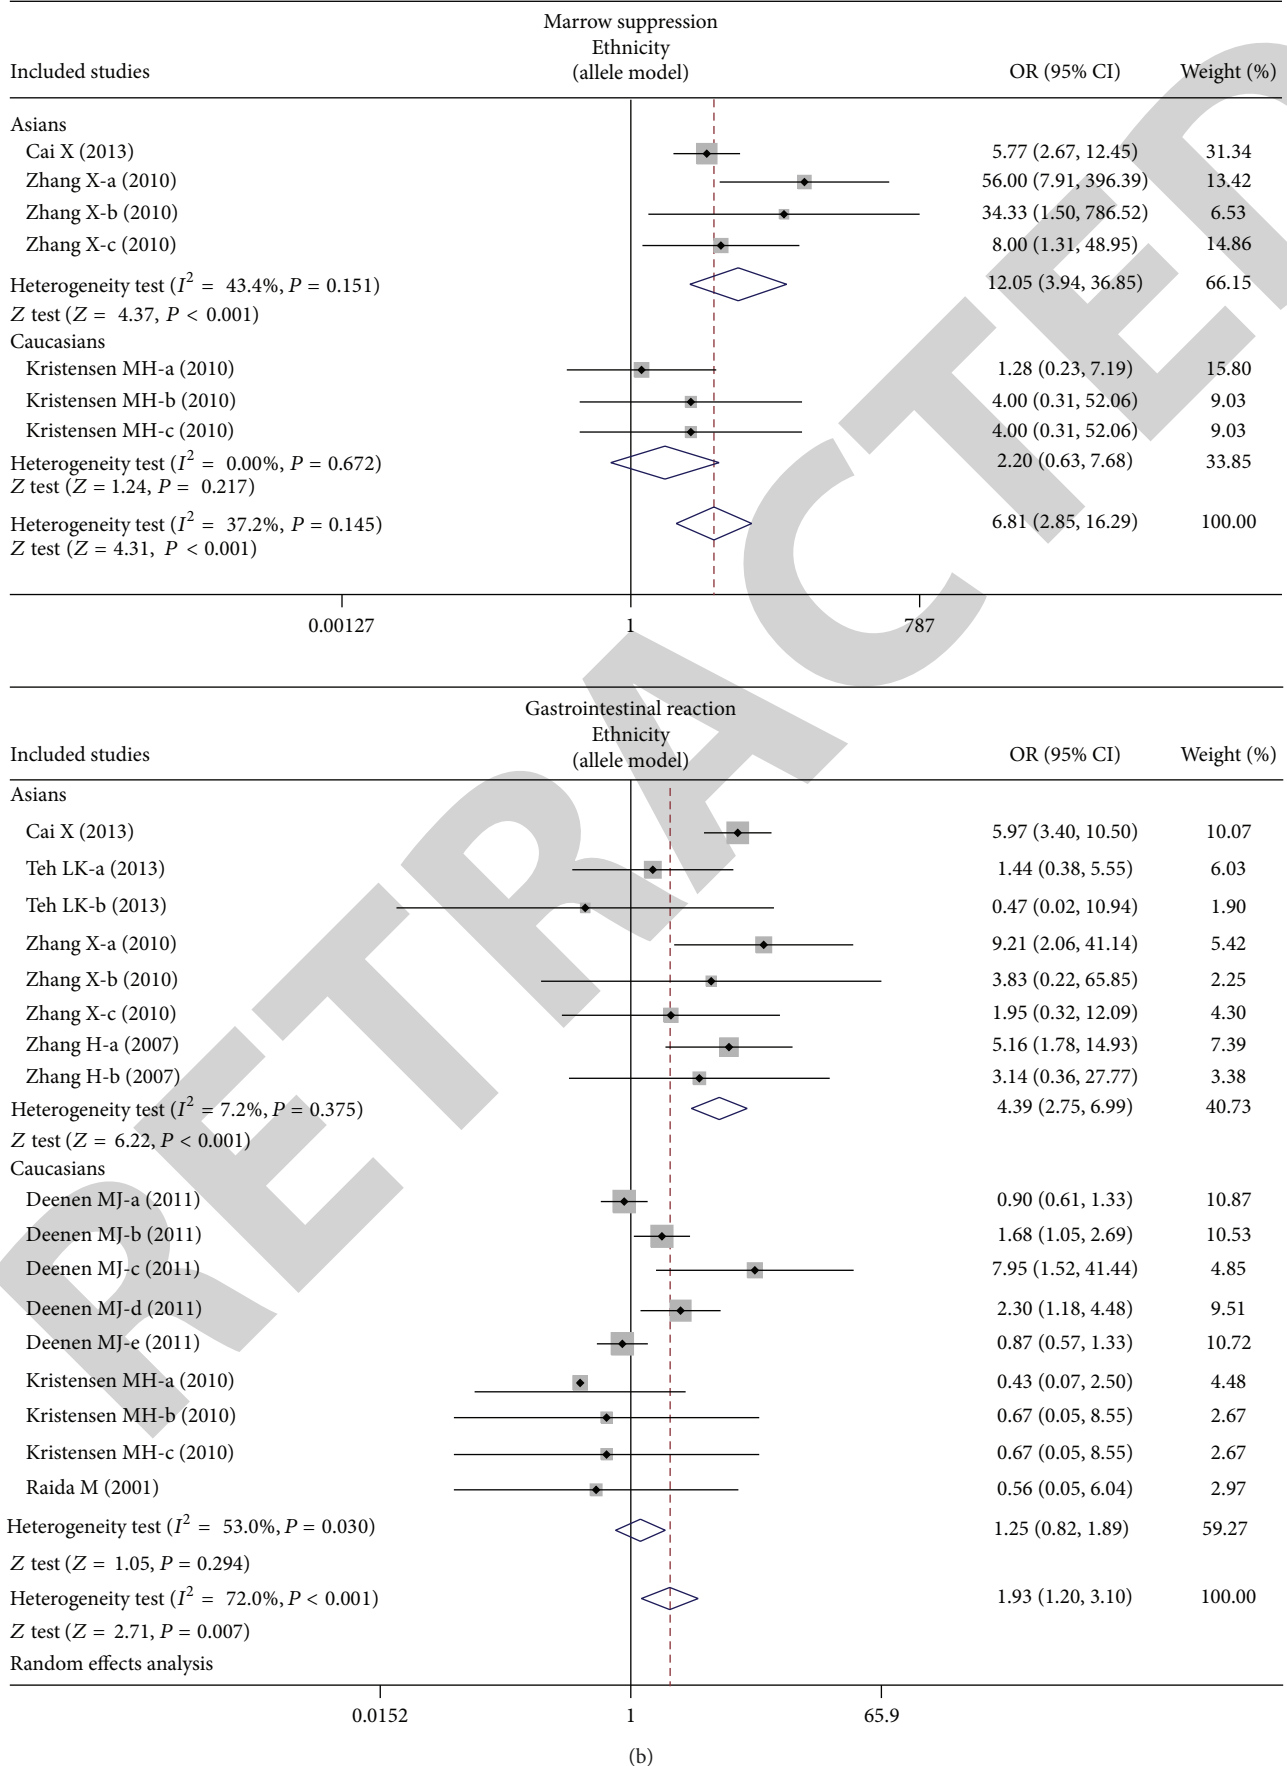 Marrow suppression
Ethnicity
Included studies (allele model) OR (95% CI) Weight (%)
Asians
Cai X (2013) 5.77 (2.67, 12.45) 31.34
Zhang X-a (2010) 56.00 (7.91, 396.39) 13.42
Zhang X-b (2010) 34.33 (1.50, 786.52) 6.53
Zhang X-c (2010) 8.00 (1.31, 48.95) 14.86
Heterogeneity test (I² = 43.4%, P = 0.151) 12.05 (3.94, 36.85) 66.15
Z test (Z = 4.37, P < 0.001)
Caucasians
Kristensen MH-a (2010) 1.28 (0.23, 7.19) 15.80
Kristensen MH-b (2010) 4.00 (0.31, 52.06) 9.03
Kristensen MH-c (2010) 4.00 (0.31, 52.06) 9.03
Heterogeneity test (I² = 0.00%, P = 0.672) 2.20 (0.63, 7.68) 33.85
Z test (Z = 1.24, P = 0.217)
Heterogeneity test (I² = 37.2%, P = 0.145) 6.81 (2.85, 16.29) 100.00
Z test (Z = 4.31, P < 0.001)
0.00127 1 787
Gastrointestinal reaction
Ethnicity
Included studies (allele model) OR (95% CI) Weight (%)
Asians
Cai X (2013) 5.97 (3.40, 10.50) 10.07
Teh LK-a (2013) 1.44 (0.38, 5.55) 6.03
Teh LK-b (2013) 0.47 (0.02, 10.94) 1.90
Zhang X-a (2010) 9.21 (2.06, 41.14) 5.42
Zhang X-b (2010) 3.83 (0.22, 65.85) 2.25
Zhang X-c (2010) 1.95 (0.32, 12.09) 4.30
Zhang H-a (2007) 5.16 (1.78, 14.93) 7.39
Zhang H-b (2007) 3.14 (0.36, 27.77) 3.38
Heterogeneity test (I² = 7.2%, P = 0.375) 4.39 (2.75, 6.99) 40.73
Z test (Z = 6.22, P < 0.001)
Caucasians
Deenen MJ-a (2011) 0.90 (0.61, 1.33) 10.87
Deenen MJ-b (2011) 1.68 (1.05, 2.69) 10.53
Deenen MJ-c (2011) 7.95 (1.52, 41.44) 4.85
Deenen MJ-d (2011) 2.30 (1.18, 4.48) 9.51
Deenen MJ-e (2011) 0.87 (0.57, 1.33) 10.72
Kristensen MH-a (2010) 0.43 (0.07, 2.50) 4.48
Kristensen MH-b (2010) 0.67 (0.05, 8.55) 2.67
Kristensen MH-c (2010) 0.67 (0.05, 8.55) 2.67
Raida M (2001) 0.56 (0.05, 6.04) 2.97
Heterogeneity test (I² = 53.0%, P = 0.030) 1.25 (0.82, 1.89) 59.27
Z test (Z = 1.05, P = 0.294)
Heterogeneity test (I² = 72.0%, P < 0.001) 1.93 (1.20, 3.10) 100.00
Z test (Z = 2.71, P = 0.007)
Random effects analysis
0.0152 1 65.9
(b)
RETRACTED